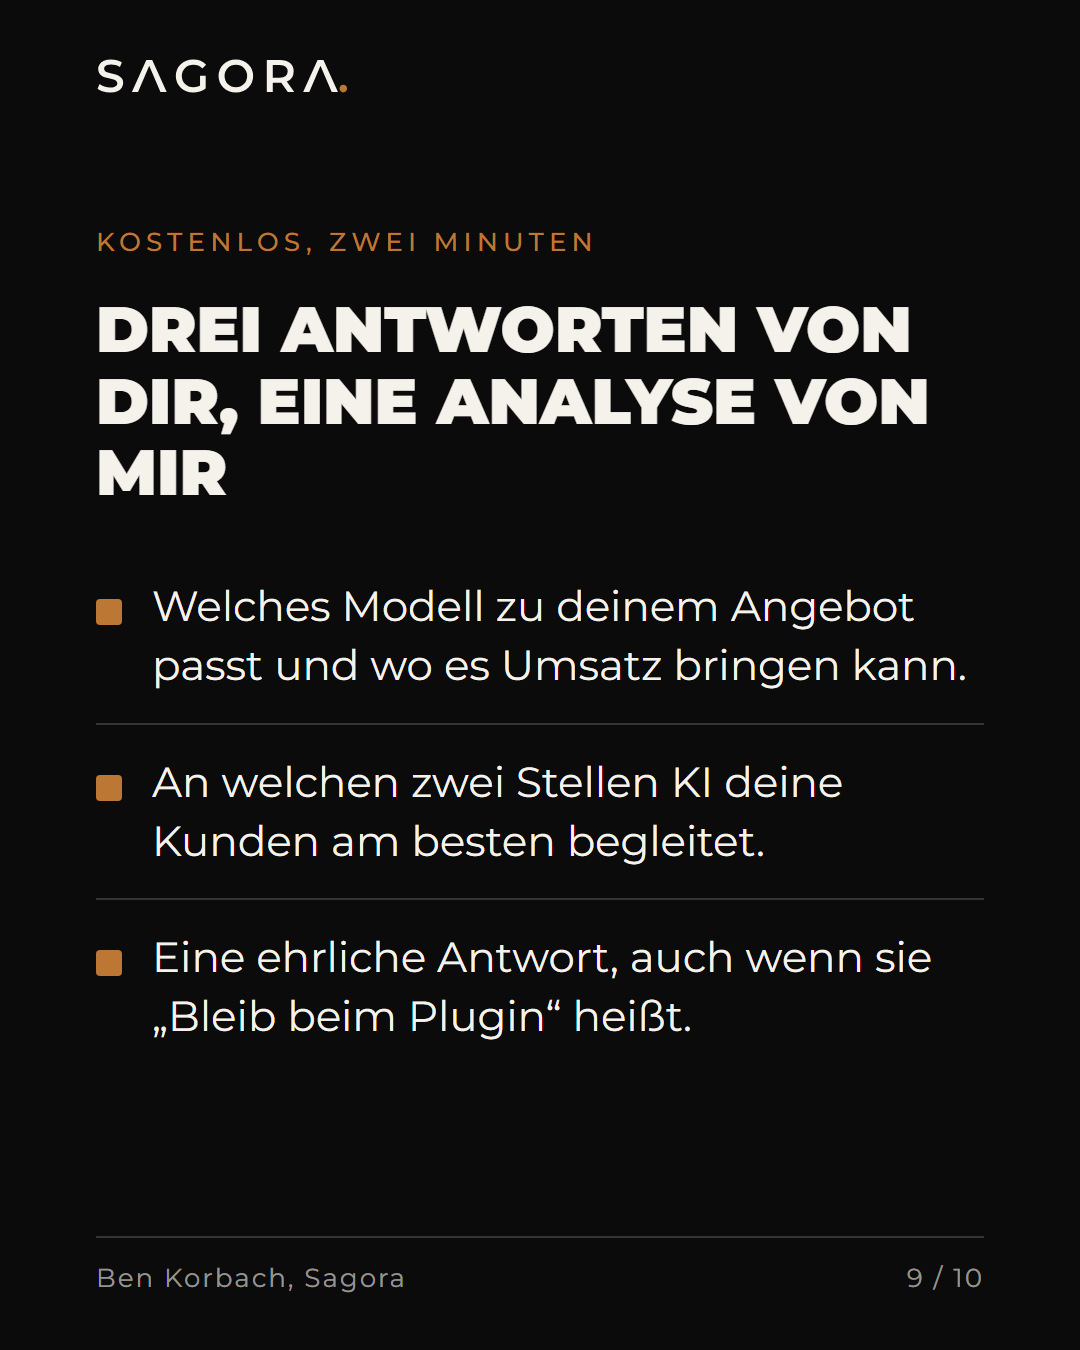 SAGORA.
KOSTENLOS, ZWEI MINUTEN
DREI ANTWORTEN VON
DIR, EINE ANALYSE VON
MIR
Welches Modell zu deinem Angebot
passt und wo es Umsatz bringen kann.
An welchen zwei Stellen KI deine
Kunden am besten begleitet.
Eine ehrliche Antwort, auch wenn sie
„Bleib beim Plugin“ heißt.
Ben Korbach, Sagora
9 / 10